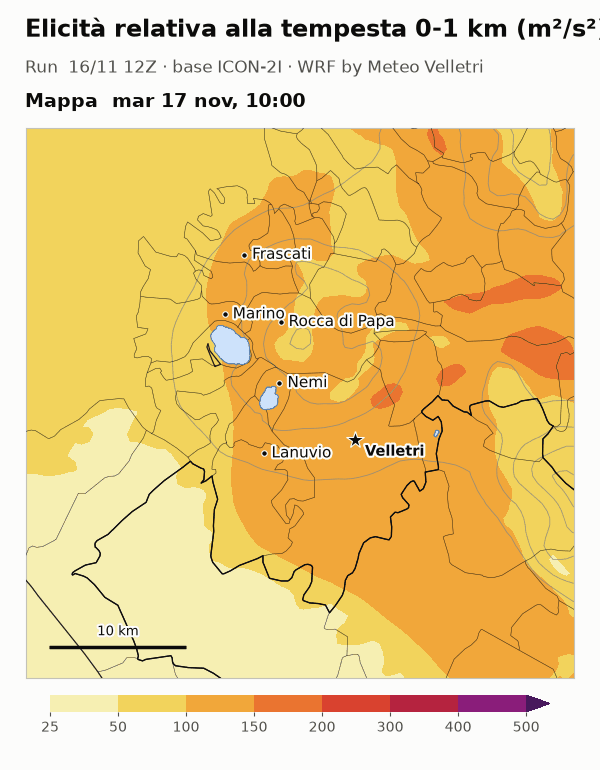 Elicità relativa alla tempesta 0-1 km (m²/s²)
Run  16/11 12Z · base ICON-2I · WRF by Meteo Velletri
Mappa  mar 17 nov, 10:00
Frascati
Marino
Rocca di Papa
Nemi
Lanuvio
Velletri
10 km
25 50 100 150 200 300 400 500